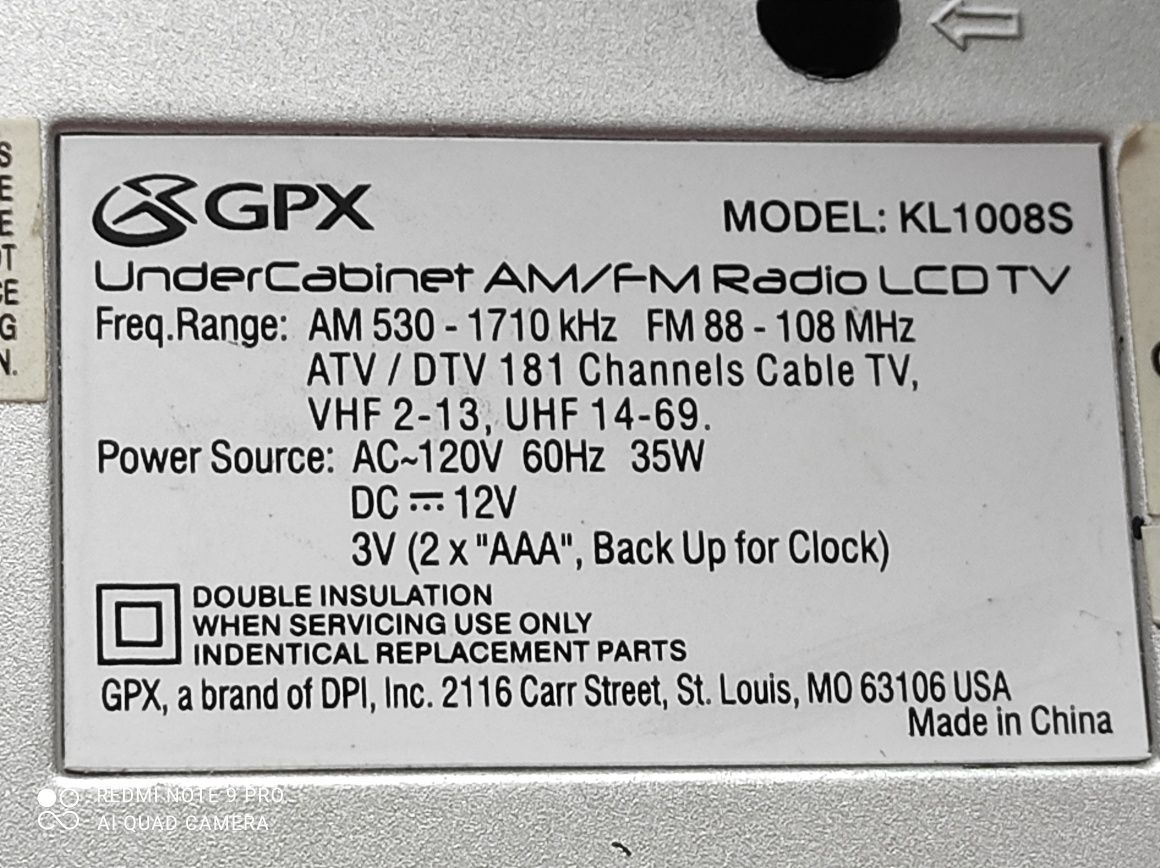 GPX
MODEL: KL1008S
UnderCabinet AM/FM Radio LCD TV
Freq.Range: AM 530 - 1710 kHz FM 88 - 108 MHz
ATV / DTV 181 Channels Cable TV,
VHF 2-13, UHF 14-69.
Power Source: AC~120V 60Hz 35W
DC ⎓ 12V
3V (2 x "AAA", Back Up for Clock)
DOUBLE INSULATION
WHEN SERVICING USE ONLY
INDENTICAL REPLACEMENT PARTS
GPX, a brand of DPI, Inc. 2116 Carr Street, St. Louis, MO 63106 USA
Made in China
REDMI NOTE 9 PRO
AI QUAD CAMERA